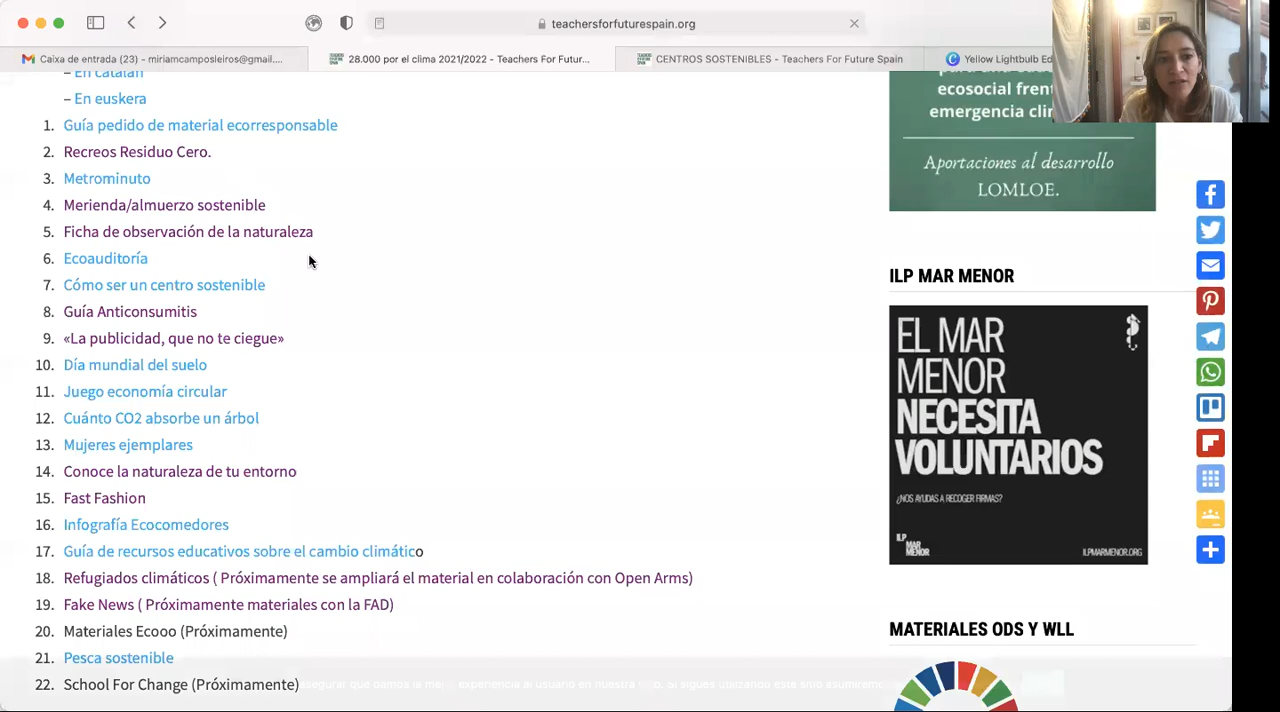 teachersforfuturespain.org
Caixa de entrada (23) - miriamcamposleiros@gmail....
28.000 por el clima 2021/2022 - Teachers For Futur...
CENTROS SOSTENIBLES - Teachers For Future Spain
Yellow Lightbulb Ed
– En catalán
– En euskera
1. Guía pedido de material ecorresponsable
2. Recreos Residuo Cero.
3. Metrominuto
4. Merienda/almuerzo sostenible
5. Ficha de observación de la naturaleza
6. Ecoauditoría
7. Cómo ser un centro sostenible
8. Guía Anticonsumitis
9. «La publicidad, que no te ciegue»
10. Día mundial del suelo
11. Juego economía circular
12. Cuánto CO2 absorbe un árbol
13. Mujeres ejemplares
14. Conoce la naturaleza de tu entorno
15. Fast Fashion
16. Infografía Ecocomedores
17. Guía de recursos educativos sobre el cambio climático
18. Refugiados climáticos ( Próximamente se ampliará el material en colaboración con Open Arms)
19. Fake News ( Próximamente materiales con la FAD)
20. Materiales Ecooo (Próximamente)
21. Pesca sostenible
22. School For Change (Próximamente)
asegurar que damos la experiencia al usuario en nuestra Si sigues utilizando este sitio asumiremos
ecosocial frent
emergencia clim
Aportaciones al desarrollo
LOMLOE.
ILP MAR MENOR
EL MAR
MENOR
NECESITA
VOLUNTARIOS
¿NOS AYUDAS A RECOGER FIRMAS?
ILP
MAR
MENOR
ILPMARMENOR.ORG
MATERIALES ODS Y WLL